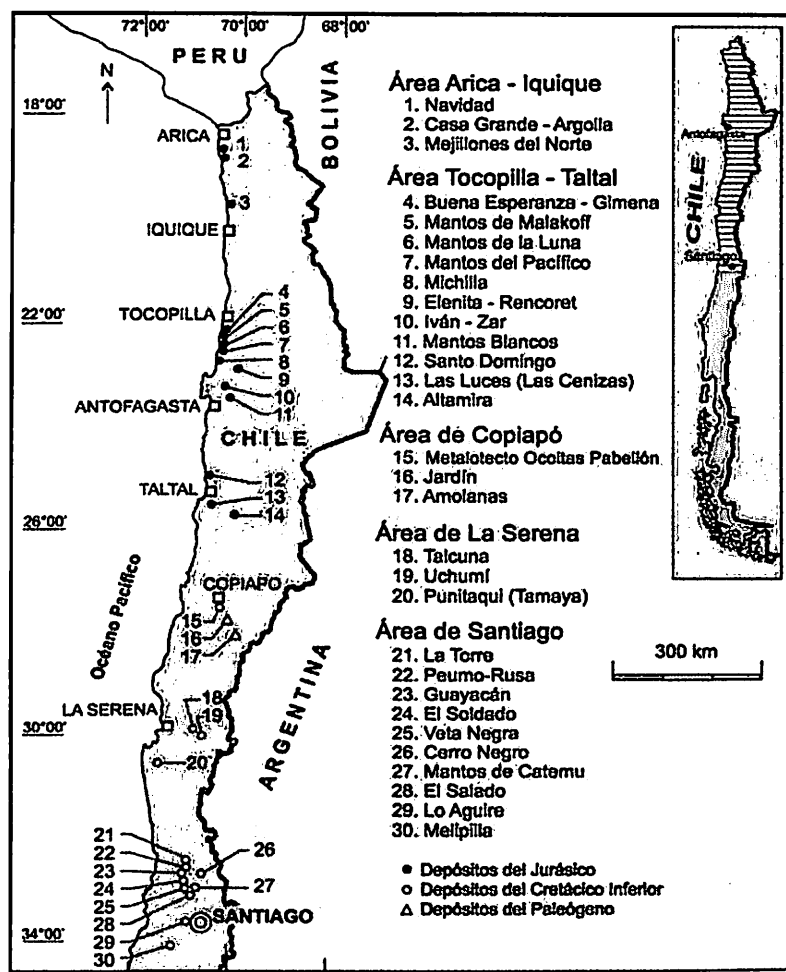 72°00' 70°00' 68°00'
PERU
N
BOLIVIA
18°00'
ARICA
1
2
3
IQUIQUE
22°00'
TOCOPILLA
4
5
6
7
8
9
10
11
ANTOFAGASTA
CHILE
12
TALTAL
13
14
26°00'
Océano Pacífico
COPIAPO
15
16
17
ARGENTINA
LA SERENA
18
19
30°00'
20
21
22
23
24
25
26
27
28
SANTIAGO
29
34°00'
30
Área Arica - Iquique
1. Navidad
2. Casa Grande - Argolla
3. Mejillones del Norte
Área Tocopilla - Taltal
4. Buena Esperanza - Gimena
5. Mantos de Malakoff
6. Mantos de la Luna
7. Mantos del Pacífico
8. Michilla
9. Elenita - Rencoret
10. Iván - Zar
11. Mantos Blancos
12. Santo Domingo
13. Las Luces (Las Cenizas)
14. Altamira
Área de Copiapó
15. Metalotecto Ocoitas Pabellón
16. Jardín
17. Amolanas
Área de La Serena
18. Talcuna
19. Uchumí
20. Punitaqui (Tamaya)
Área de Santiago
21. La Torre
22. Peumo-Rusa
23. Guayacán
24. El Soldado
25. Veta Negra
26. Cerro Negro
27. Mantos de Catemu
28. El Salado
29. Lo Aguire
30. Melipilla
Depósitos del Jurásico
Depósitos del Cretácico Inferior
Depósitos del Paleógeno
300 km
Antofagasta
CHILE
Santiago